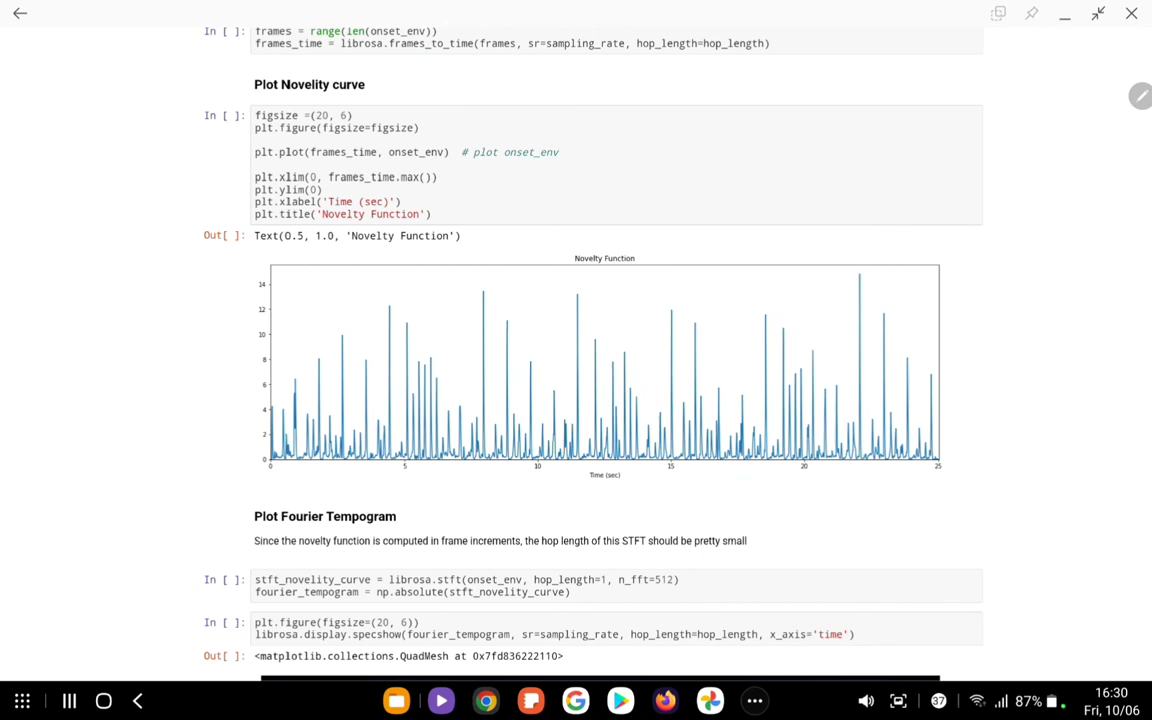 In [ ]: frames = range(len(onset_env))
frames_time = librosa.frames_to_time(frames, sr=sampling_rate, hop_length=hop_length)
Plot Novelity curve
In [ ]: figsize =(20, 6)
plt.figure(figsize=figsize)
plt.plot(frames_time, onset_env)  # plot onset_env
plt.xlim(0, frames_time.max())
plt.ylim(0)
plt.xlabel('Time (sec)')
plt.title('Novelty Function')
Out[ ]: Text(0.5, 1.0, 'Novelty Function')
Novelty Function
14
12
10
8
6
4
2
0
0 5 10 15 20 25
Time (sec)
Plot Fourier Tempogram
Since the novelty function is computed in frame increments, the hop length of this STFT should be pretty small
In [ ]: stft_novelity_curve = librosa.stft(onset_env, hop_length=1, n_fft=512)
fourier_tempogram = np.absolute(stft_novelity_curve)
In [ ]: plt.figure(figsize=(20, 6))
librosa.display.specshow(fourier_tempogram, sr=sampling_rate, hop_length=hop_length, x_axis='time')
Out[ ]: <matplotlib.collections.QuadMesh at 0x7fd836222110>
37 87% 16:30
Fri, 10/06